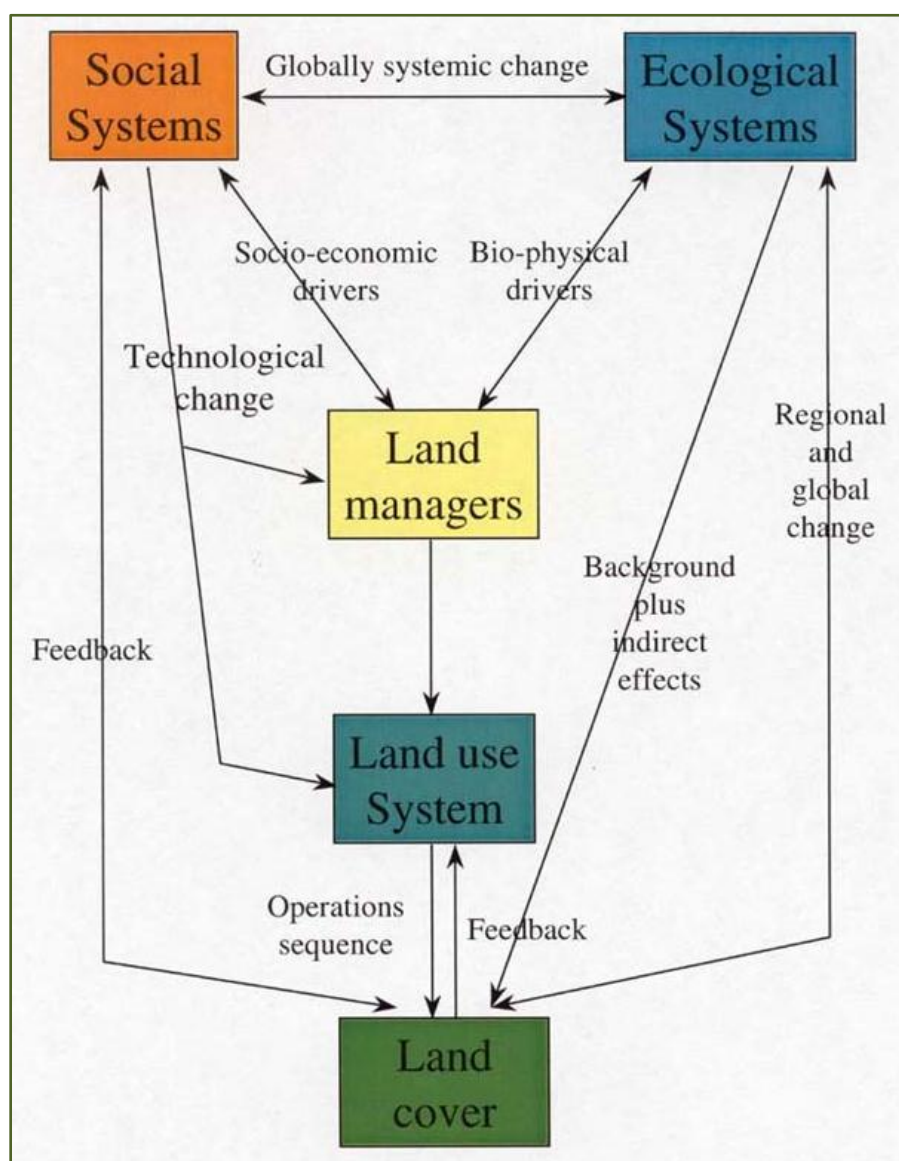 Social
Systems
Globally systemic change
Ecological
Systems
Socio-economic
drivers
Bio-physical
drivers
Technological
change
Land
managers
Regional
and
global
change
Background
plus
indirect
effects
Feedback
Land use
System
Operations
sequence
Feedback
Land
cover